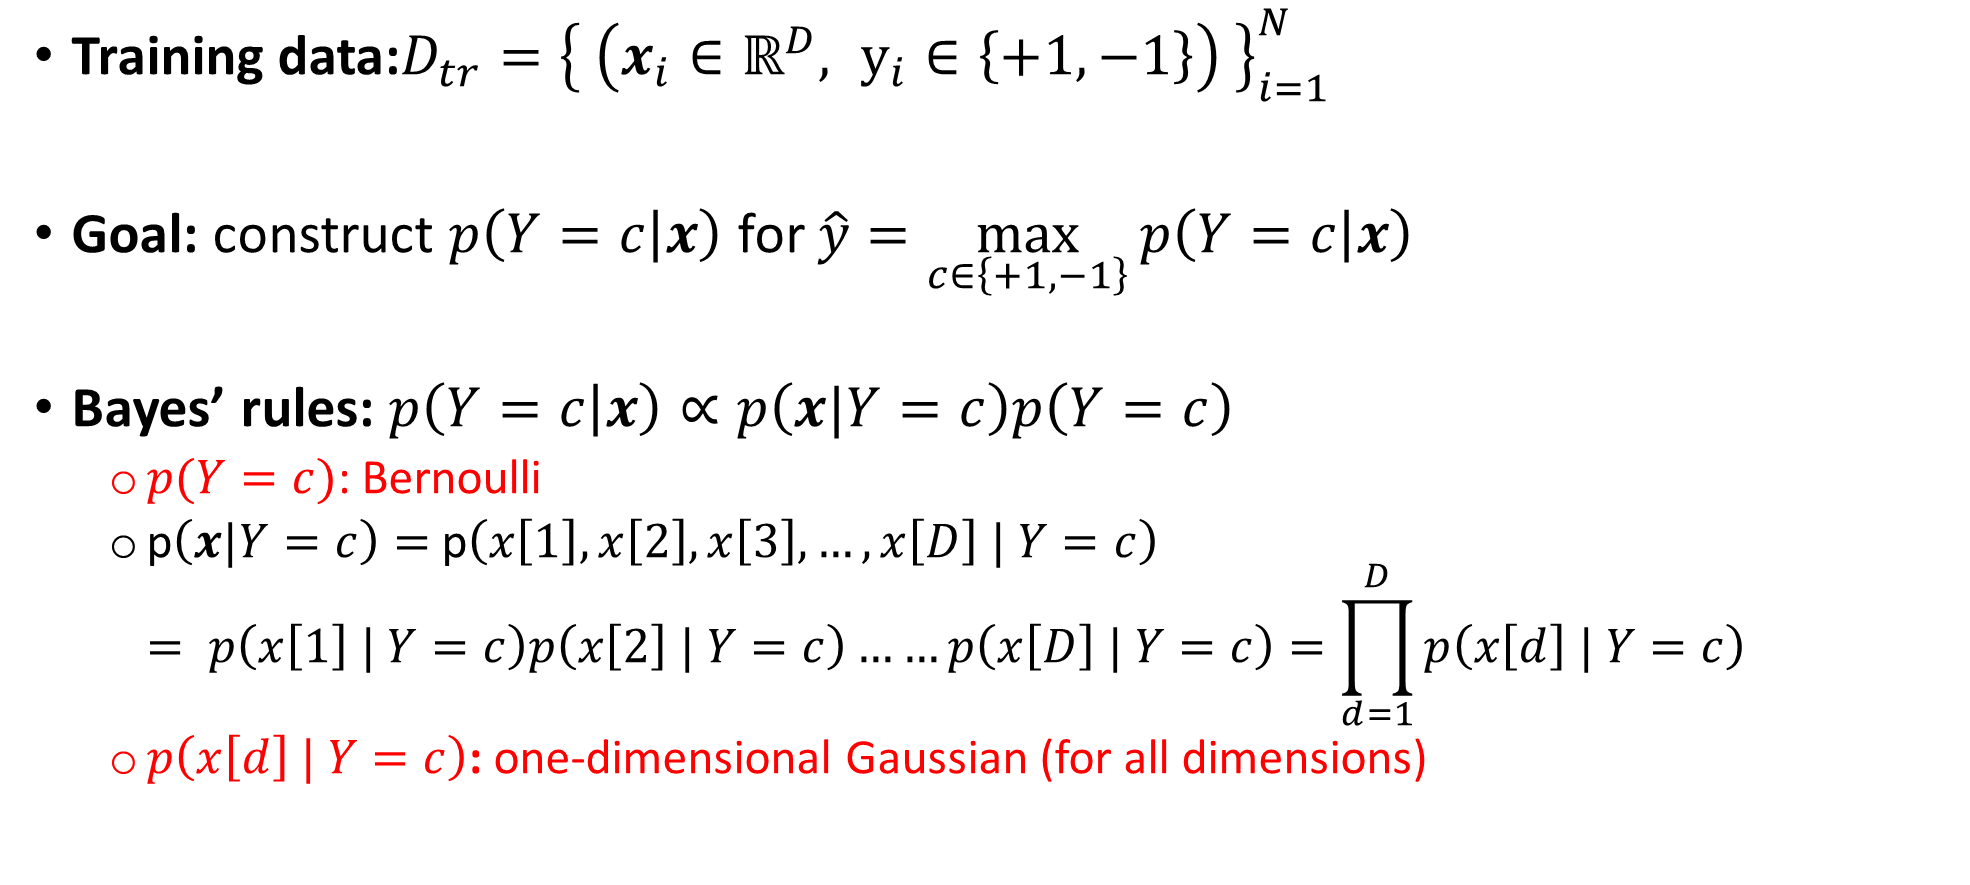 • Training data: D_tr = { (x_i ∈ ℝ^D, y_i ∈ {+1, −1}) }_{i=1}^N
• Goal: construct p(Y = c|x) for ŷ = max_{c∈{+1,−1}} p(Y = c|x)
• Bayes’ rules: p(Y = c|x) ∝ p(x|Y = c)p(Y = c)
○ p(Y = c): Bernoulli
○ p(x|Y = c) = p(x[1], x[2], x[3], … , x[D] | Y = c)
= p(x[1] | Y = c)p(x[2] | Y = c) … … p(x[D] | Y = c) = ∏_{d=1}^D p(x[d] | Y = c)
○ p(x[d] | Y = c): one-dimensional Gaussian (for all dimensions)